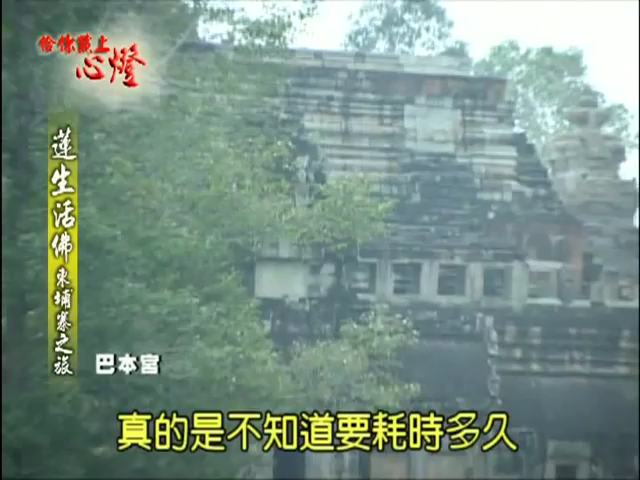 給你點上
心燈
蓮生活佛柬埔寨之旅
巴本宮
真的是不知道要耗時多久